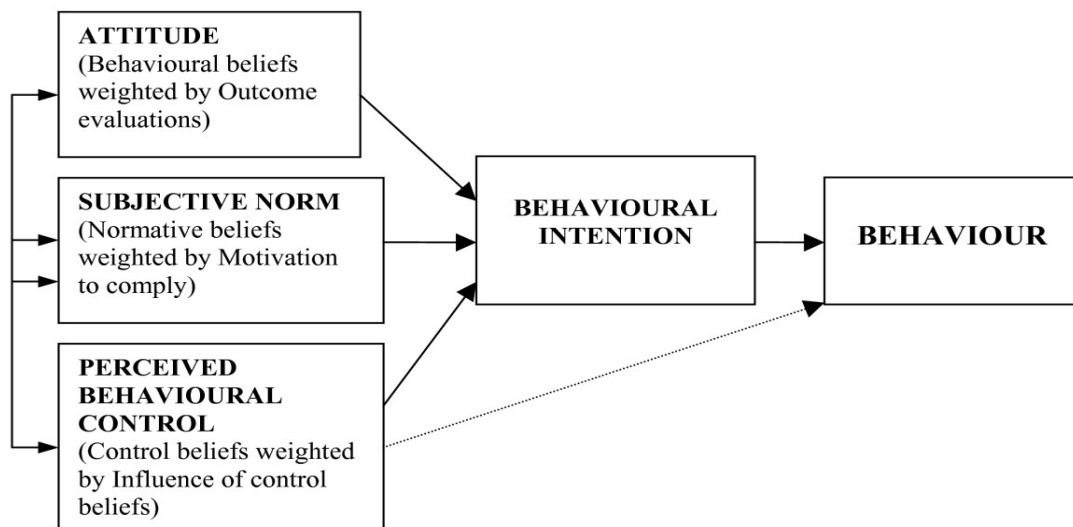 ATTITUDE
(Behavioural beliefs
weighted by Outcome
evaluations)
SUBJECTIVE NORM
(Normative beliefs
weighted by Motivation
to comply)
PERCEIVED
BEHAVIOURAL
CONTROL
(Control beliefs weighted
by Influence of control
beliefs)
BEHAVIOURAL
INTENTION
BEHAVIOUR